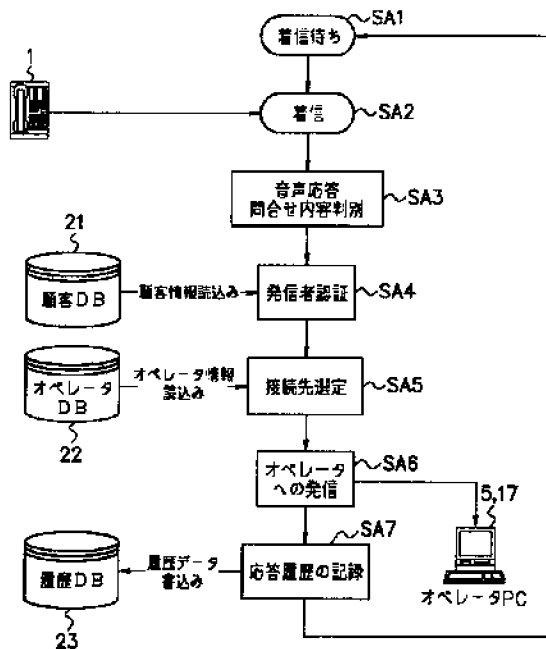 着信待ち
SA1
1
着信
SA2
音声応答
問合せ内容判別
SA3
21
顧客DB
顧客情報読込み
発信者認証
SA4
オペレータ
DB
オペレータ情報
読込み
接続先選定
SA5
22
オペレータ
への発信
SA6
5,17
オペレータPC
SA7
履歴DB
履歴データ
書込み
応答履歴の記録
23